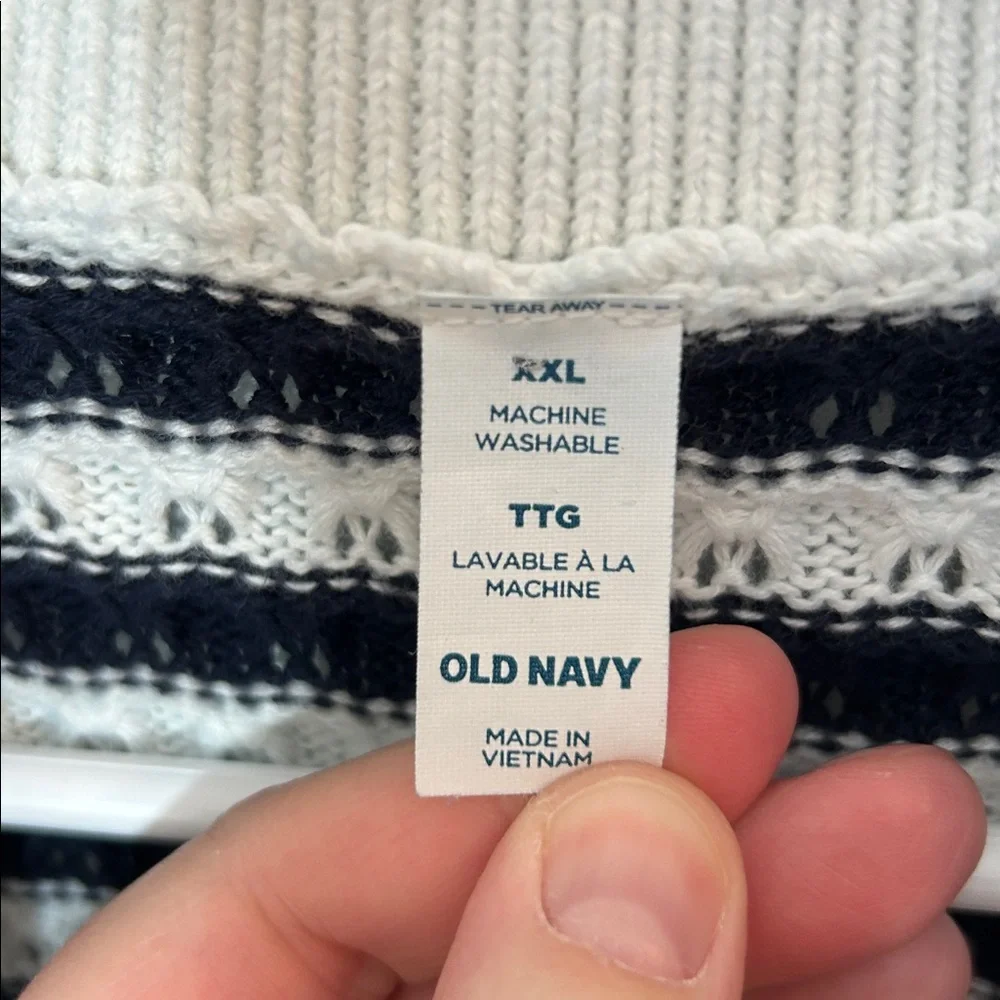 - - - TEAR AWAY - - -
XXL
MACHINE
WASHABLE
TTG
LAVABLE À LA
MACHINE
OLD NAVY
MADE IN
VIETNAM